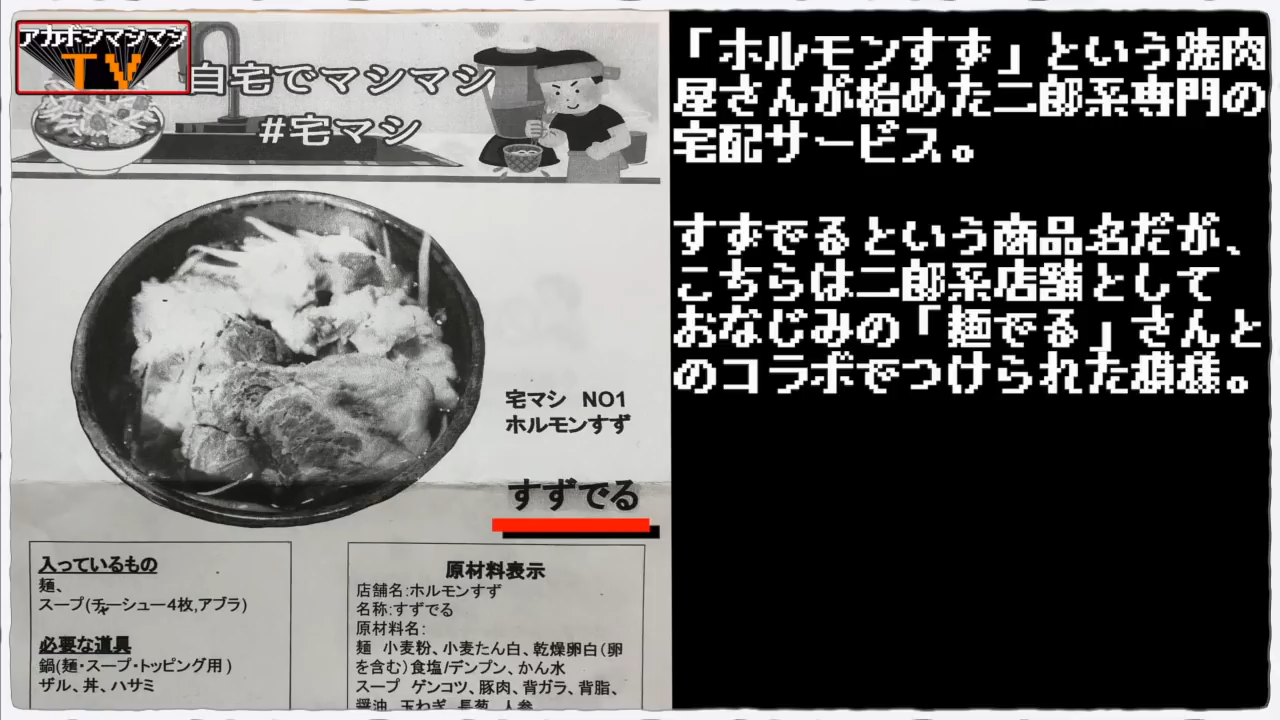 アカボシマシマシ
TV
自宅でマシマシ
#宅マシ
宅マシ NO1
ホルモンすず
すずでる
入っているもの
麺、
スープ(チャーシュー4枚,アブラ)
必要な道具
鍋(麺・スープ・トッピング用)
ザル、丼、ハサミ
原材料表示
店舗名:ホルモンすず
名称:すずでる
原材料名:
麺 小麦粉、小麦たん白、乾燥卵白(卵
を含む)食塩/デンプン、かん水
スープ ゲンコツ、豚肉、背ガラ、背脂、
醤油、玉ねぎ、長葱、人参
「ホルモンすず」という焼肉
屋さんが始めた二郎系専門の
宅配サービス。
すずでるという商品名だが、
こちらは二郎系店舗として
おなじみの「麺でる」さんと
のコラボでつけられた模様。